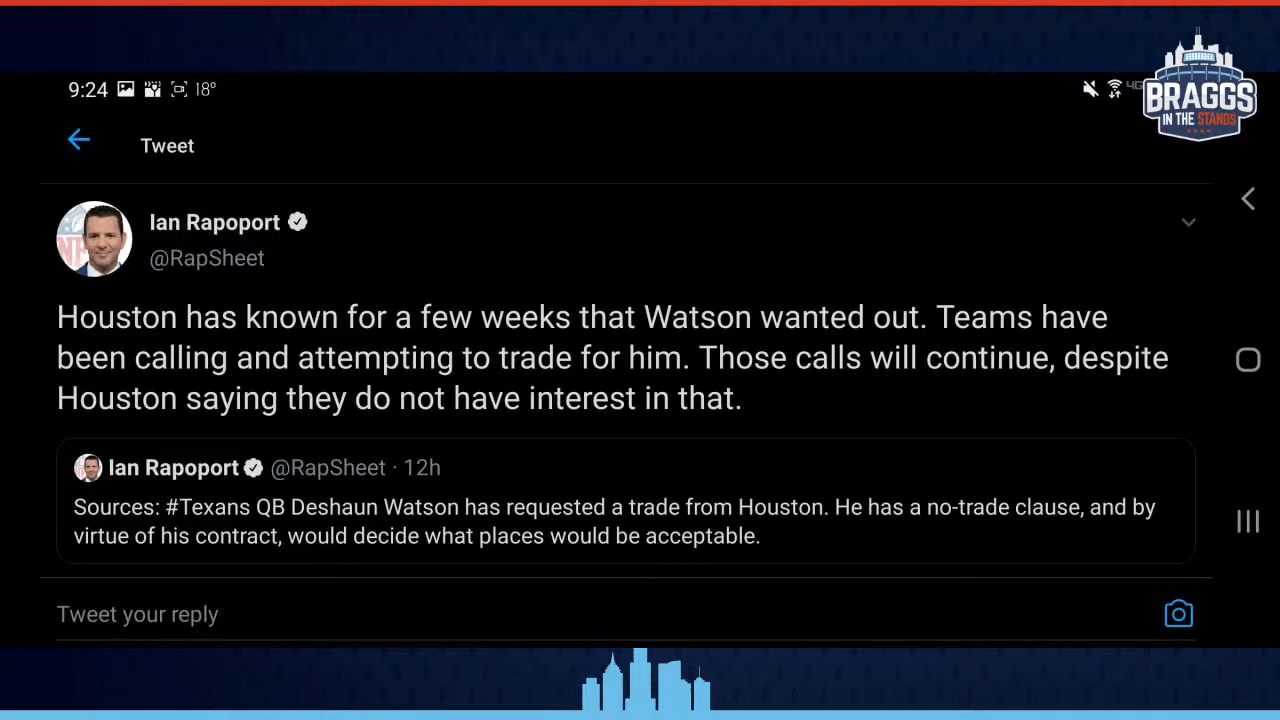 9:24 18°
4G
BRAGGS
IN THE STANDS
Tweet
Ian Rapoport
@RapSheet
Houston has known for a few weeks that Watson wanted out. Teams have
been calling and attempting to trade for him. Those calls will continue, despite
Houston saying they do not have interest in that.
Ian Rapoport @RapSheet · 12h
Sources: #Texans QB Deshaun Watson has requested a trade from Houston. He has a no-trade clause, and by
virtue of his contract, would decide what places would be acceptable.
Tweet your reply